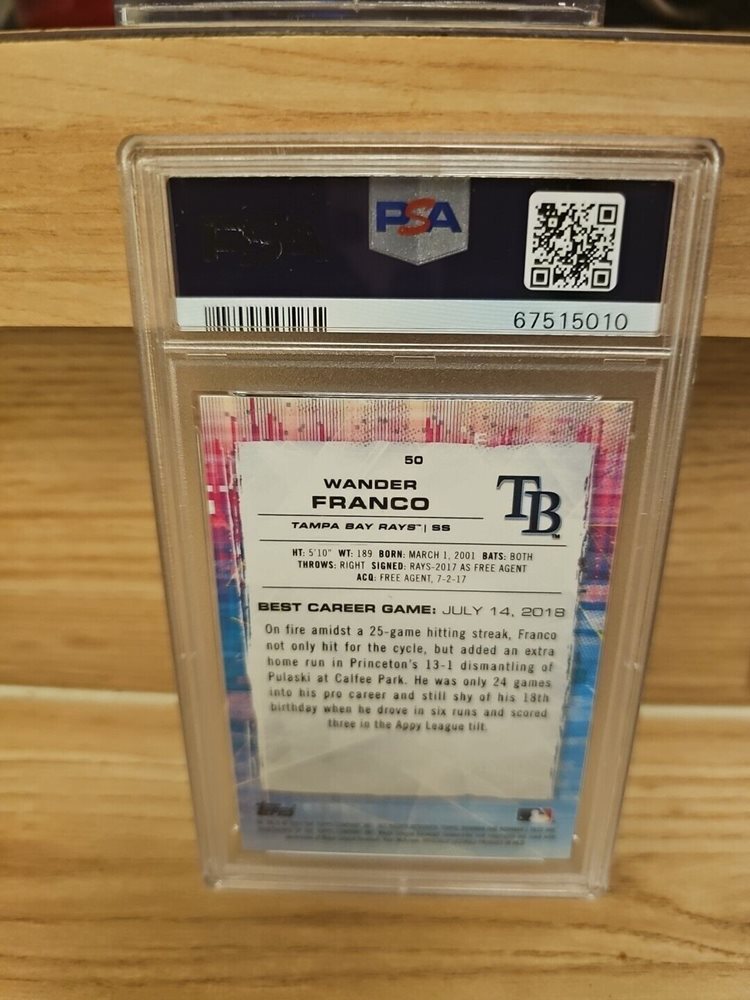 PSA
67515010
50
WANDER
FRANCO
TB
TM
TAMPA BAY RAYS™ | SS
HT: 5'10" WT: 189 BORN: MARCH 1, 2001 BATS: BOTH
THROWS: RIGHT SIGNED: RAYS-2017 AS FREE AGENT
ACQ: FREE AGENT, 7-2-17
BEST CAREER GAME: JULY 14, 2018
On fire amidst a 25-game hitting streak, Franco
not only hit for the cycle, but added an extra
home run in Princeton's 13-1 dismantling of
Pulaski at Calfee Park. He was only 24 games
into his pro career and still shy of his 18th
birthday when he drove in six runs and scored
three in the Appy League tilt.
topps